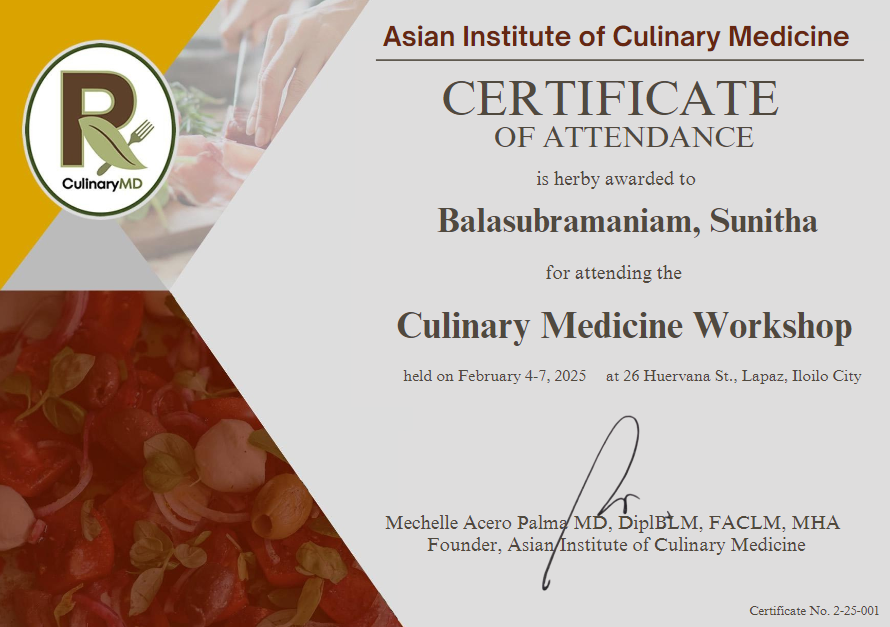 Asian Institute of Culinary Medicine
CERTIFICATE
OF ATTENDANCE
is herby awarded to
Balasubramaniam, Sunitha
for attending the
Culinary Medicine Workshop
held on February 4-7, 2025 at 26 Huervana St., Lapaz, Iloilo City
Mechelle Acero Palma MD, DiplBLM, FACLM, MHA
Founder, Asian Institute of Culinary Medicine
Certificate No. 2-25-001
R
CulinaryMD